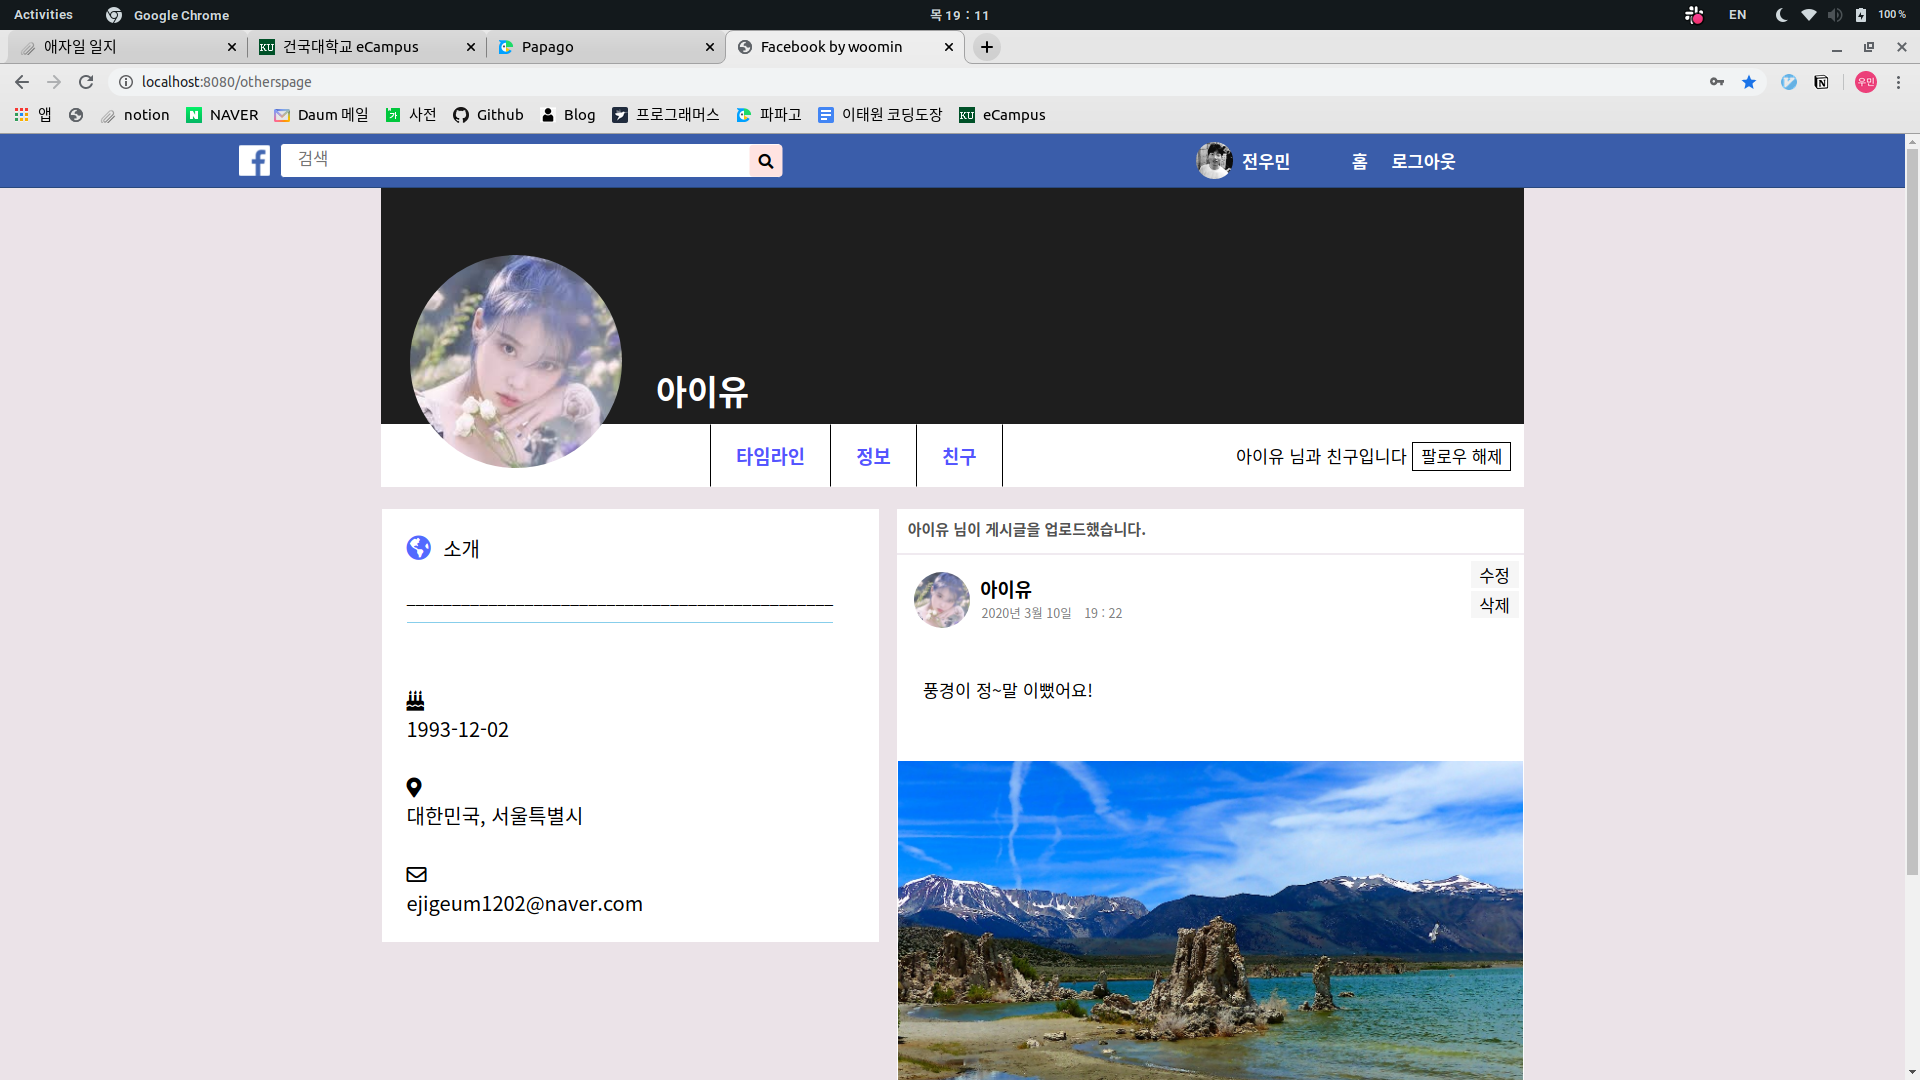 Activities
Google Chrome
목 19 : 11
EN
100 %
애자일 일지
KU 건국대학교 eCampus
Papago
Facebook by woomin
localhost:8080/otherspage
우민
앱
notion
N NAVER
Daum 메일
가 사전
Github
Blog
프로그래머스
파파고
이태원 코딩도장
KU eCampus
검색
전우민
홈
로그아웃
아이유
타임라인
정보
친구
아이유 님과 친구입니다
팔로우 해제
소개
1993-12-02
대한민국, 서울특별시
ejigeum1202@naver.com
아이유 님이 게시글을 업로드했습니다.
아이유
2020년 3월 10일 19 : 22
수정
삭제
풍경이 정~말 이뻤어요!